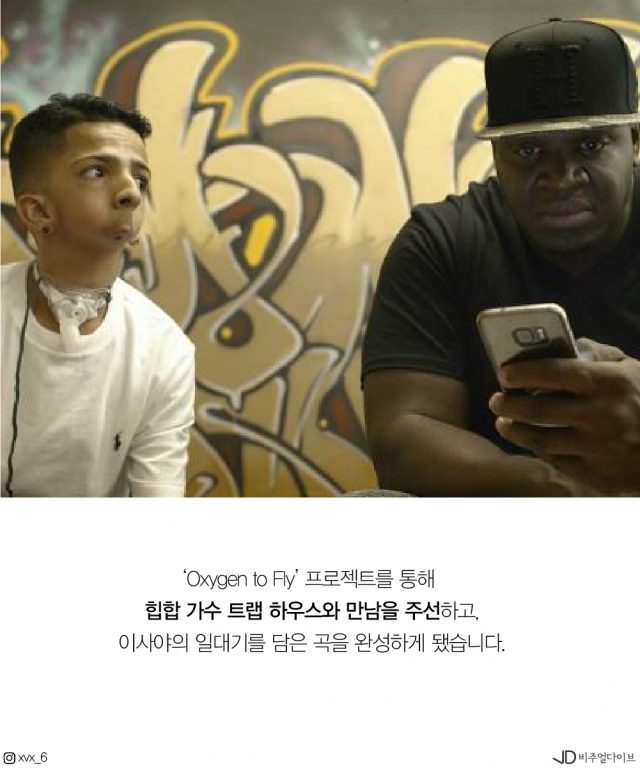 ‘Oxygen to Fly’ 프로젝트를 통해
힙합 가수 트랩 하우스와 만남을 주선하고,
이사야의 일대기를 담은 곡을 완성하게 됐습니다.
xvx_6
VD 비주얼다이브